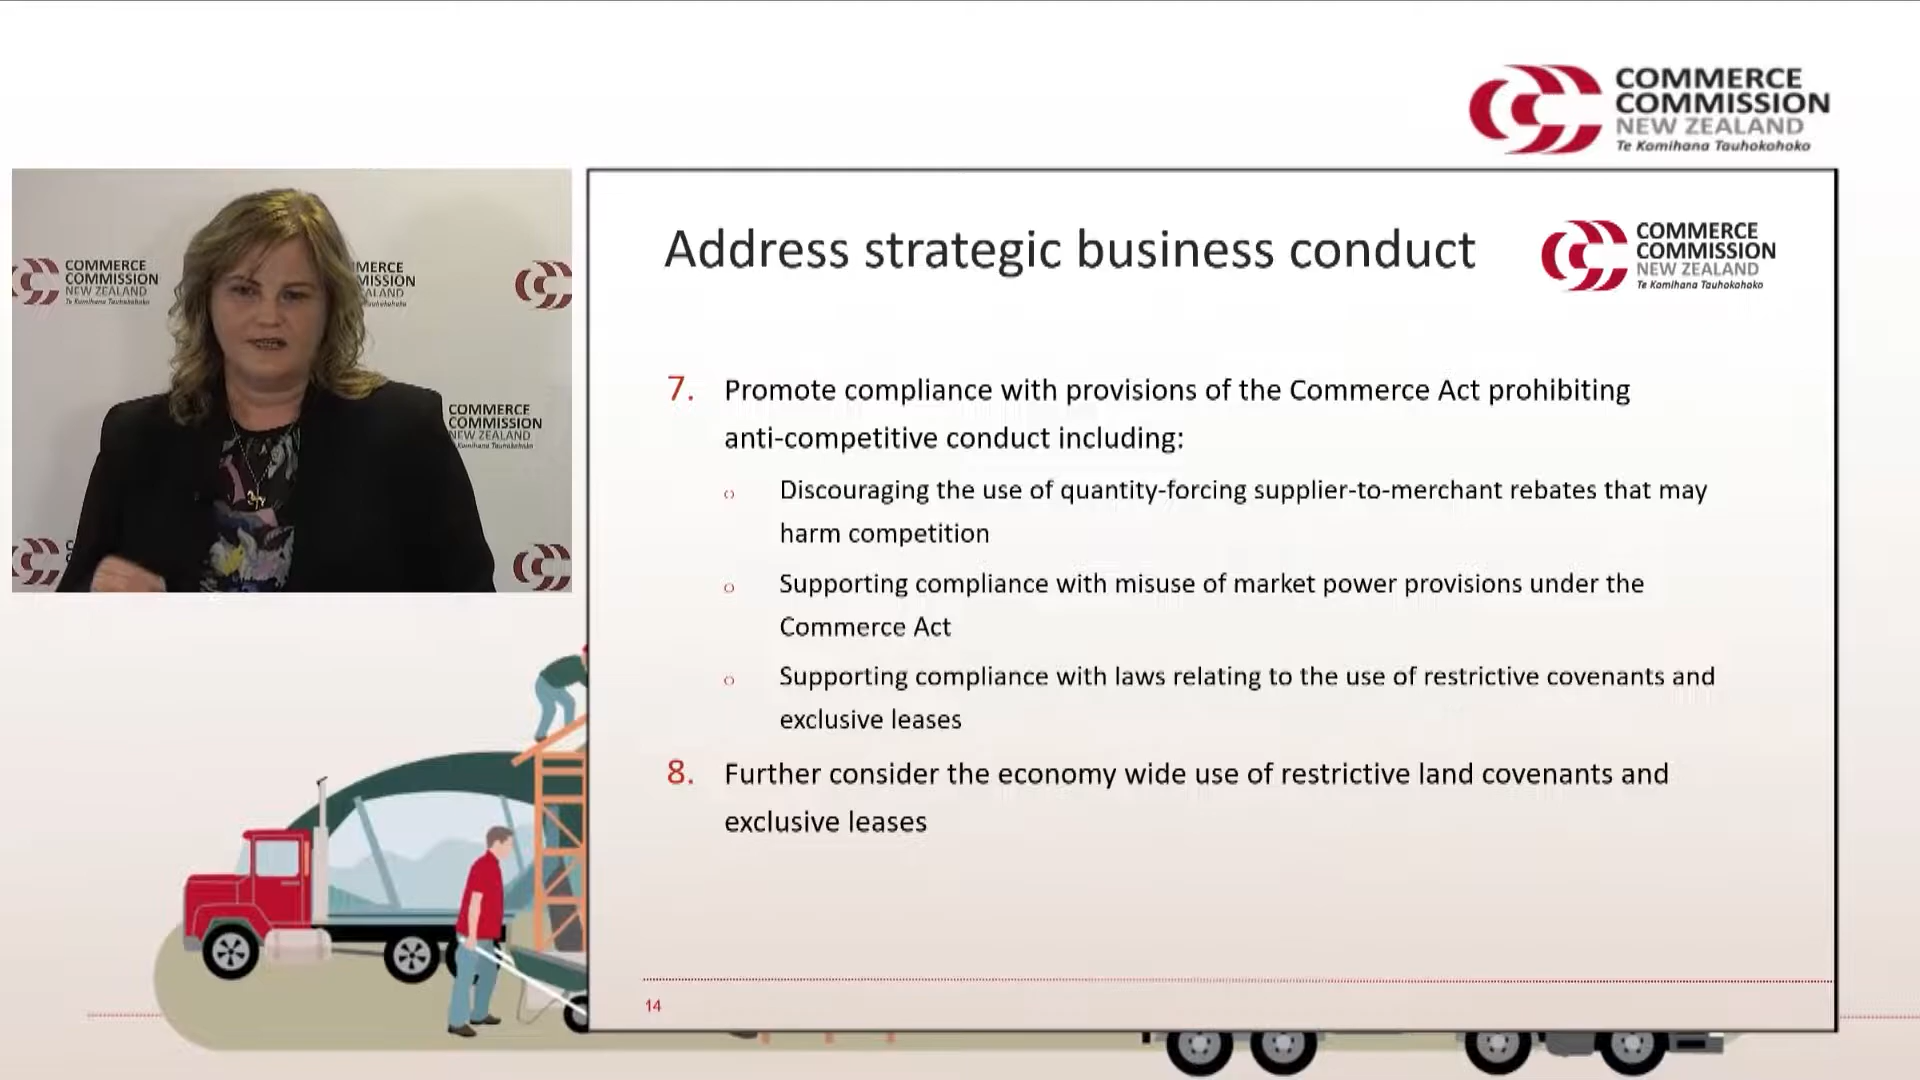 COMMERCE
COMMISSION
NEW ZEALAND
Te Komihana Tauhokohoko
COMMERCE
COMMISSION
NEW ZEALAND
Te Komihana Tauhokohoko
COMMERCE
COMMISSION
NEW ZEALAND
Address strategic business conduct
COMMERCE
COMMISSION
NEW ZEALAND
Te Komihana Tauhokohoko
7. Promote compliance with provisions of the Commerce Act prohibiting
anti-competitive conduct including:
Discouraging the use of quantity-forcing supplier-to-merchant rebates that may
harm competition
Supporting compliance with misuse of market power provisions under the
Commerce Act
Supporting compliance with laws relating to the use of restrictive covenants and
exclusive leases
8. Further consider the economy wide use of restrictive land covenants and
exclusive leases
14